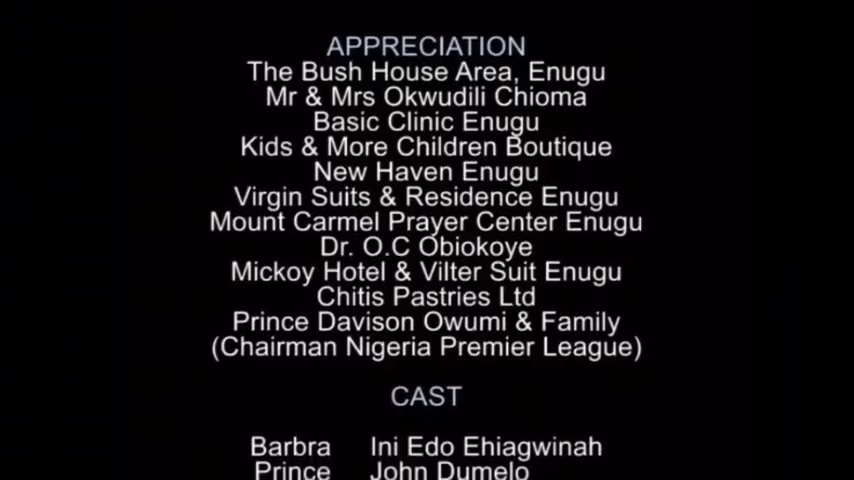 APPRECIATION
The Bush House Area, Enugu
Mr & Mrs Okwudili Chioma
Basic Clinic Enugu
Kids & More Children Boutique
New Haven Enugu
Virgin Suits & Residence Enugu
Mount Carmel Prayer Center Enugu
Dr. O.C Obiokoye
Mickoy Hotel & Vilter Suit Enugu
Chitis Pastries Ltd
Prince Davison Owumi & Family
(Chairman Nigeria Premier League)
CAST
Barbra Ini Edo Ehiagwinah
Prince John Dumelo